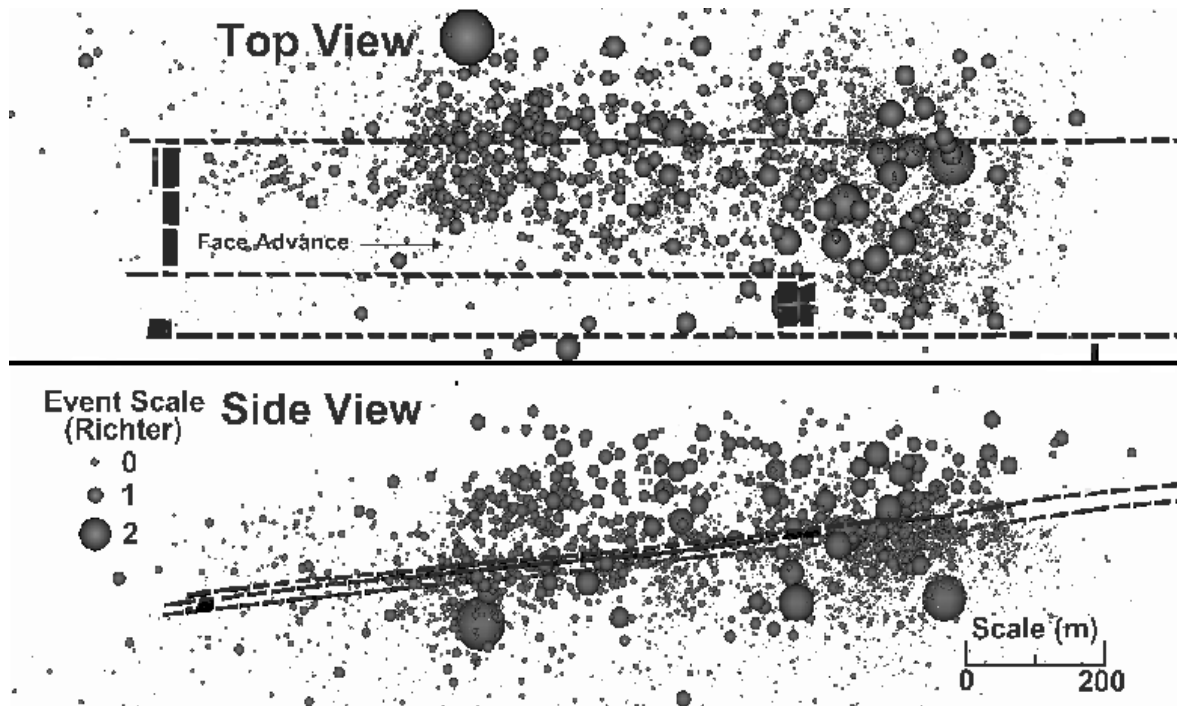 Top View
Face Advance
Event Scale
(Richter)
0
1
2
Side View
Scale (m)
0 200